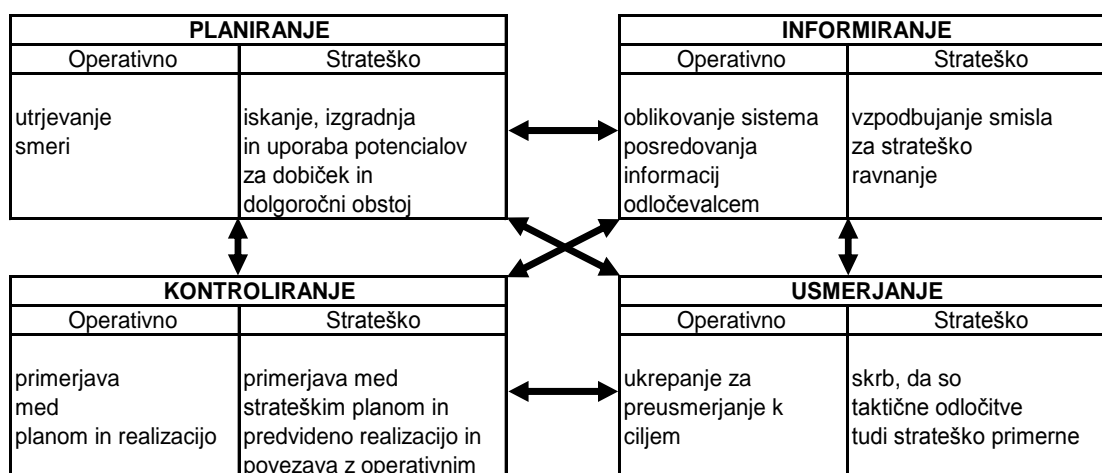 PLANIRANJE
Operativno Strateško
utrjevanje
smeri
iskanje, izgradnja
in uporaba potencialov
za dobiček in
dolgoročni obstoj
INFORMIRANJE
Operativno Strateško
oblikovanje sistema
posredovanja
informacij
odločevalcem
vzpodbujanje smisla
za strateško
ravnanje
KONTROLIRANJE
Operativno Strateško
primerjava
med
planom in realizacijo
primerjava med
strateškim planom in
predvideno realizacijo in
povezava z operativnim
USMERJANJE
Operativno Strateško
ukrepanje za
preusmerjanje k
ciljem
skrb, da so
taktične odločitve
tudi strateško primerne